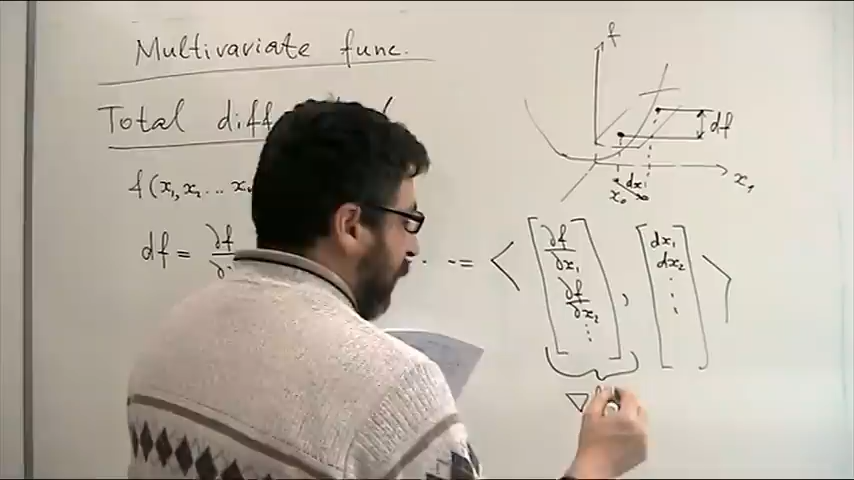 Multivariate func.
Total diff
f(x₁, x₂ ... x
df = ∂f ... = < [∂f/∂x₁ ∂f/∂x₂ ⋮], [dx₁ dx₂ ⋮] >
∇
f
df
dx
x₀
x₁